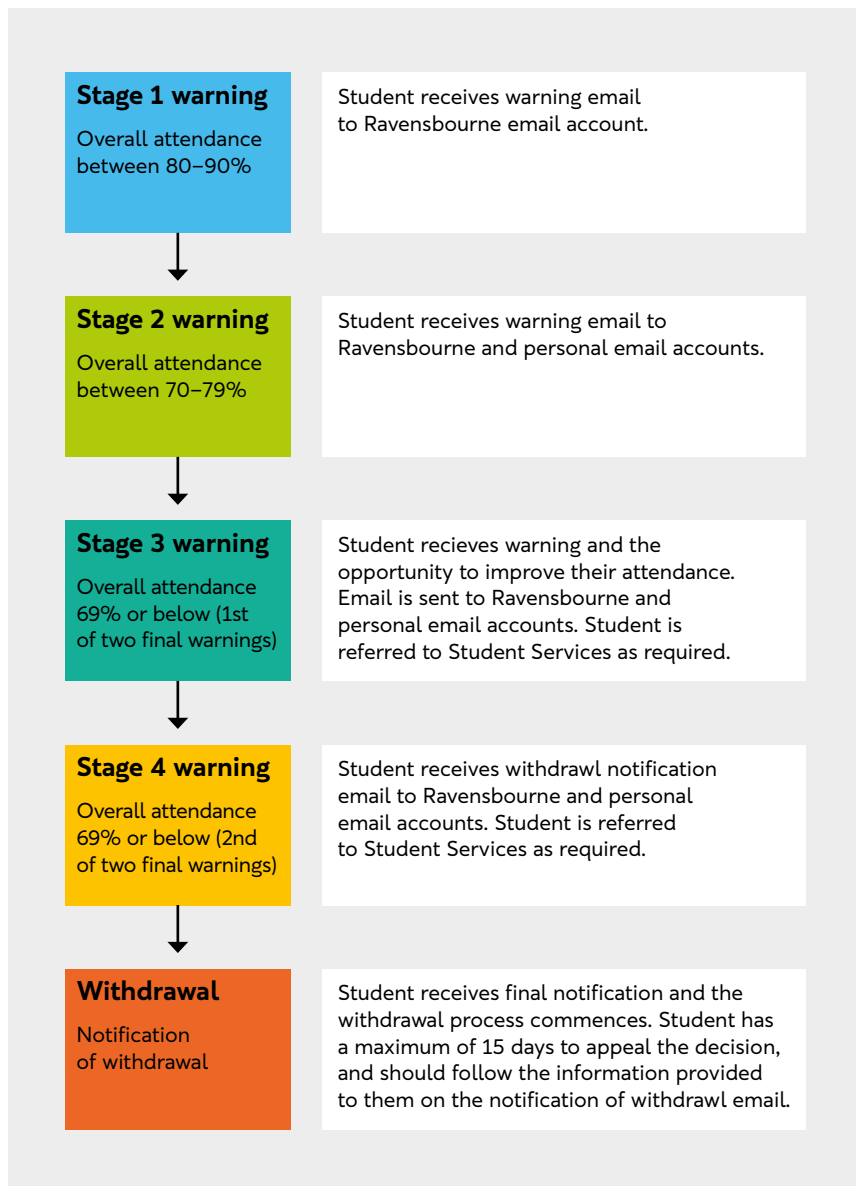 Stage 1 warning
Overall attendance
between 80–90%
Student receives warning email
to Ravensbourne email account.
Stage 2 warning
Overall attendance
between 70–79%
Student receives warning email to
Ravensbourne and personal email accounts.
Stage 3 warning
Overall attendance
69% or below (1st
of two final warnings)
Student recieves warning and the
opportunity to improve their attendance.
Email is sent to Ravensbourne and
personal email accounts. Student is
referred to Student Services as required.
Stage 4 warning
Overall attendance
69% or below (2nd
of two final warnings)
Student receives withdrawl notification
email to Ravensbourne and personal
email accounts. Student is referred
to Student Services as required.
Withdrawal
Notification
of withdrawal
Student receives final notification and the
withdrawal process commences. Student has
a maximum of 15 days to appeal the decision,
and should follow the information provided
to them on the notification of withdrawl email.